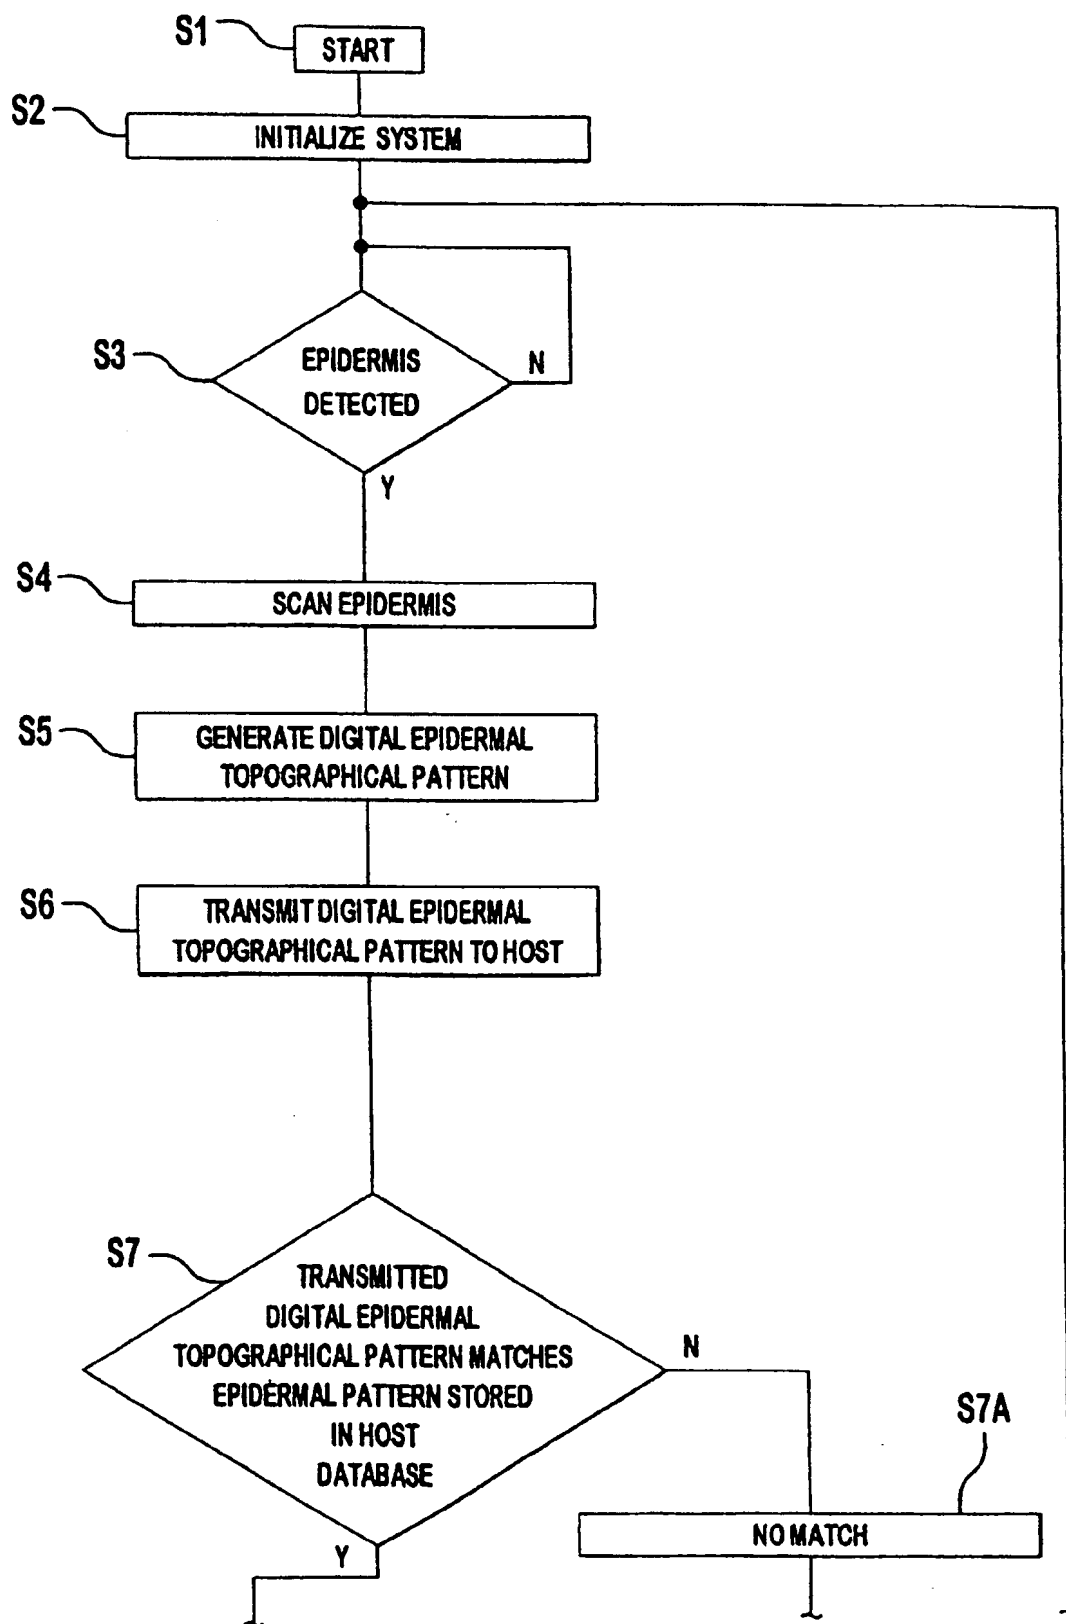 S1
START
S2
INITIALIZE SYSTEM
S3
EPIDERMIS
DETECTED
N
Y
S4
SCAN EPIDERMIS
S5
GENERATE DIGITAL EPIDERMAL
TOPOGRAPHICAL PATTERN
S6
TRANSMIT DIGITAL EPIDERMAL
TOPOGRAPHICAL PATTERN TO HOST
S7
TRANSMITTED
DIGITAL EPIDERMAL
TOPOGRAPHICAL PATTERN MATCHES
EPIDERMAL PATTERN STORED
IN HOST
DATABASE
N
Y
S7A
NO MATCH